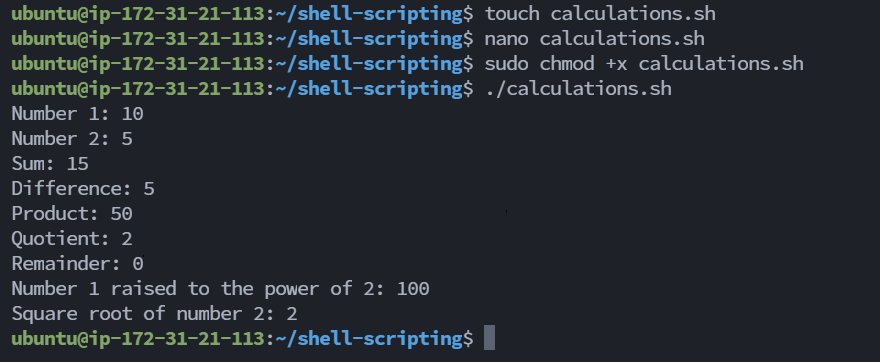 ubuntu@ip-172-31-21-113:~/shell-scripting$ touch calculations.sh
ubuntu@ip-172-31-21-113:~/shell-scripting$ nano calculations.sh
ubuntu@ip-172-31-21-113:~/shell-scripting$ sudo chmod +x calculations.sh
ubuntu@ip-172-31-21-113:~/shell-scripting$ ./calculations.sh
Number 1: 10
Number 2: 5
Sum: 15
Difference: 5
Product: 50
Quotient: 2
Remainder: 0
Number 1 raised to the power of 2: 100
Square root of number 2: 2
ubuntu@ip-172-31-21-113:~/shell-scripting$